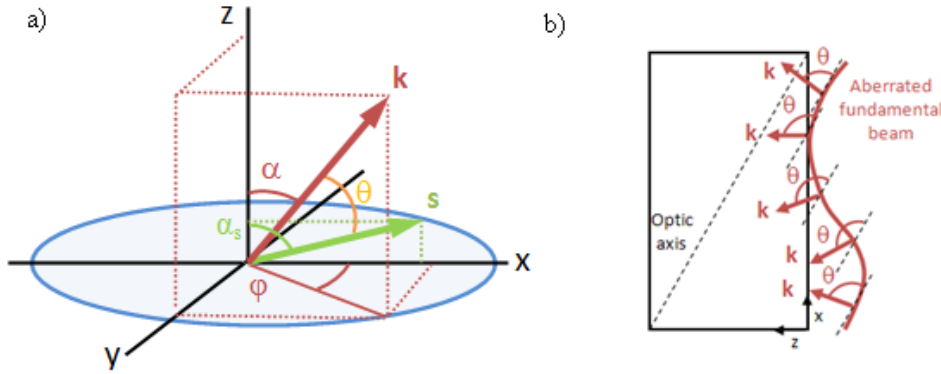 a)
z
k
α
θ
s
αs
x
φ
y
b)
θ
k
Aberrated
fundamental
beam
θ
k
θ
k
Optic
axis
θ
k
θ
k
x
z